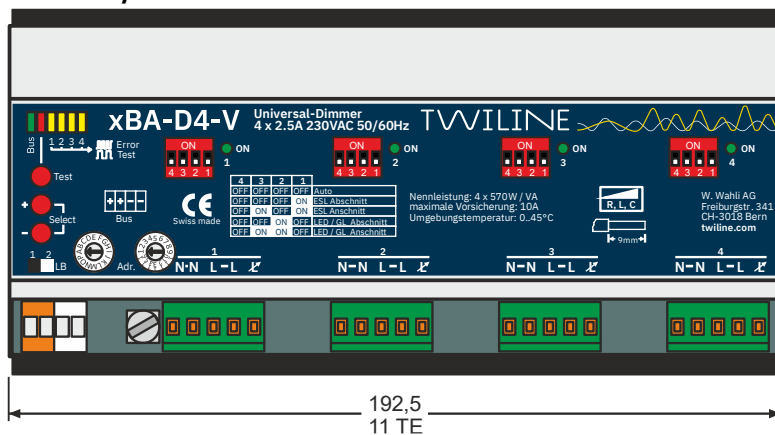 xBA-D4-V
Universal-Dimmer
4 x 2.5A 230VAC 50/60Hz
TWILINE
Bus
1 2 3 4
Error
Test
Test
+
-
Select
++--
Bus
CE
Swiss made
1 2
LB
ABCDEFGHIJKLMNOP
Adr.
0123456789
ON
4 3 2 1
ON
1
ON
4 3 2 1
ON
2
ON
4 3 2 1
ON
3
ON
4 3 2 1
ON
4
4 3 2 1
OFF OFF OFF OFF Auto
OFF OFF OFF ON ESL Abschnitt
OFF ON OFF ON ESL Anschnitt
OFF OFF ON OFF LED / GL Abschnitt
OFF ON ON OFF LED / GL Anschnitt
Nennleistung: 4 x 570W / VA
maximale Vorsicherung: 10A
Umgebungstemperatur: 0..45°C
R, L, C
9mm
W. Wahli AG
Freiburgstr. 341
CH-3018 Bern
twiline.com
1
N-N L-L
2
N-N L-L
3
N-N L-L
4
N-N L-L
192,5
11 TE